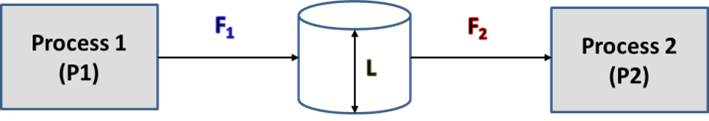 Process 1
(P1)
F₁
L
F₂
Process 2
(P2)